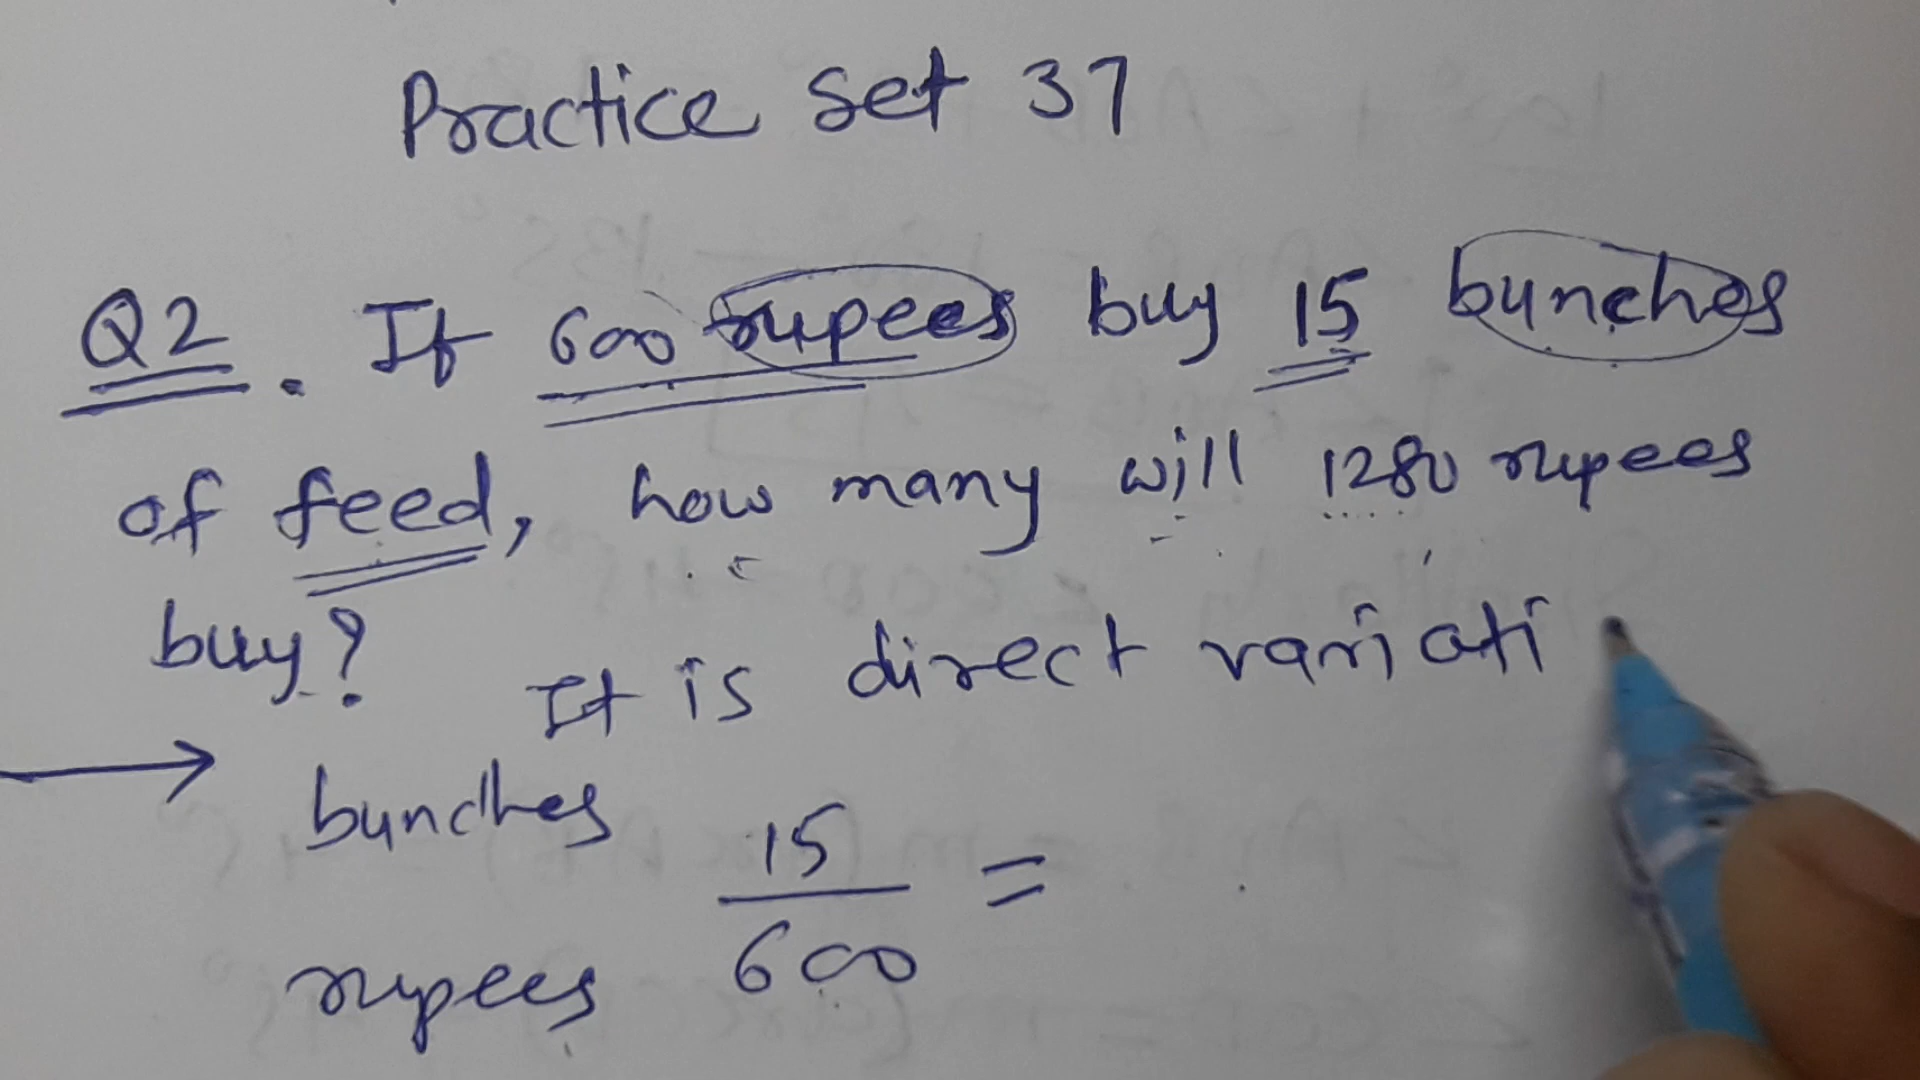 Practice Set 37
Q2. If 600 rupees buy 15 bunches
of feed, how many will 1280 rupees
buy?
It is direct variati
bunches 15
=
rupees 600